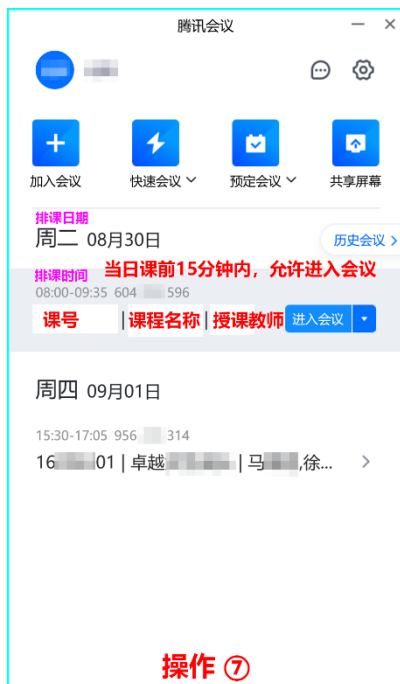 腾讯会议
加入会议 快速会议 预定会议 共享屏幕
排课日期
周二 08月30日 历史会议
排课时间 当日课前15分钟内，允许进入会议
08:00-09:35 604 596
课号 | 课程名称 | 授课教师 进入会议
周四 09月01日
15:30-17:05 956 314
16 01 | 卓越 | 马 ,徐...
操作 ⑦